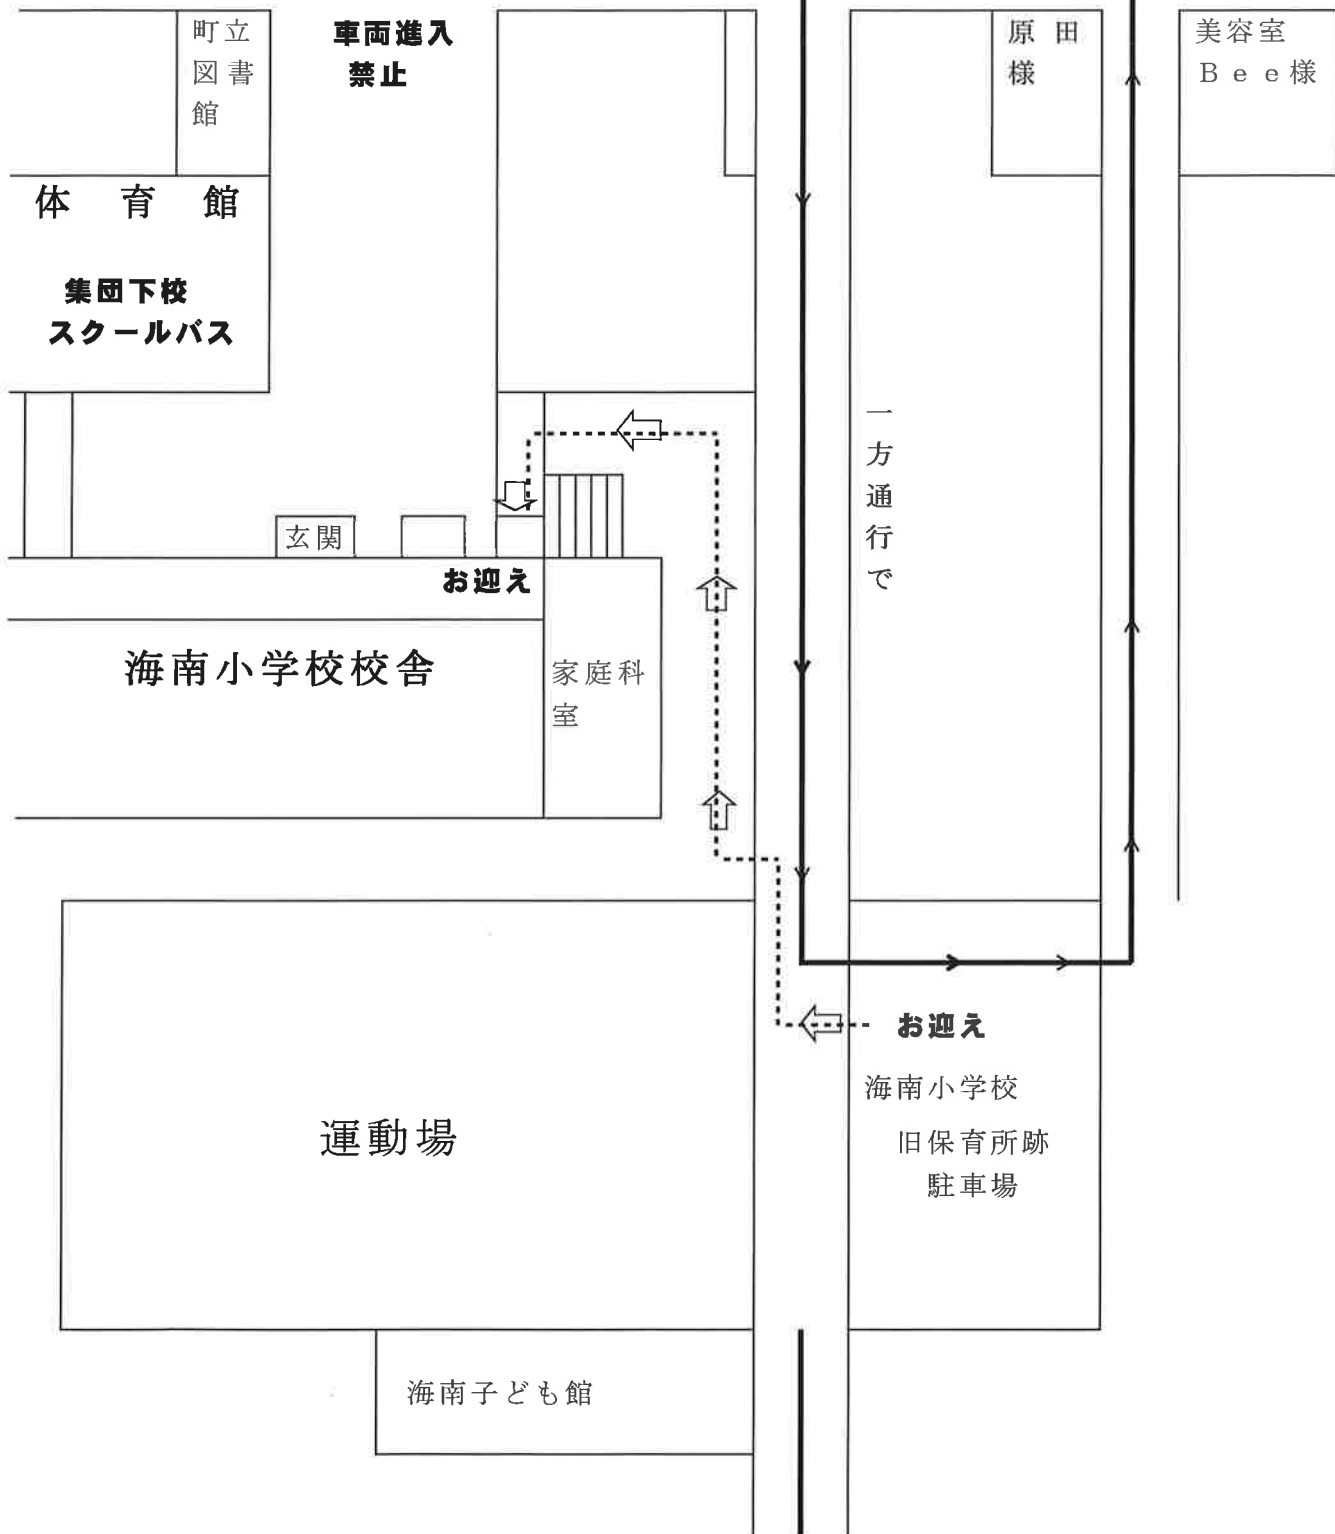 町立
図書
館
車両進入
禁止
原田
様
美容室
Bee様
体育館
集団下校
スクールバス
一方通行で
玄関
お迎え
海南小学校校舎
家庭科
室
お迎え
海南小学校
旧保育所跡
駐車場
運動場
海南子ども館